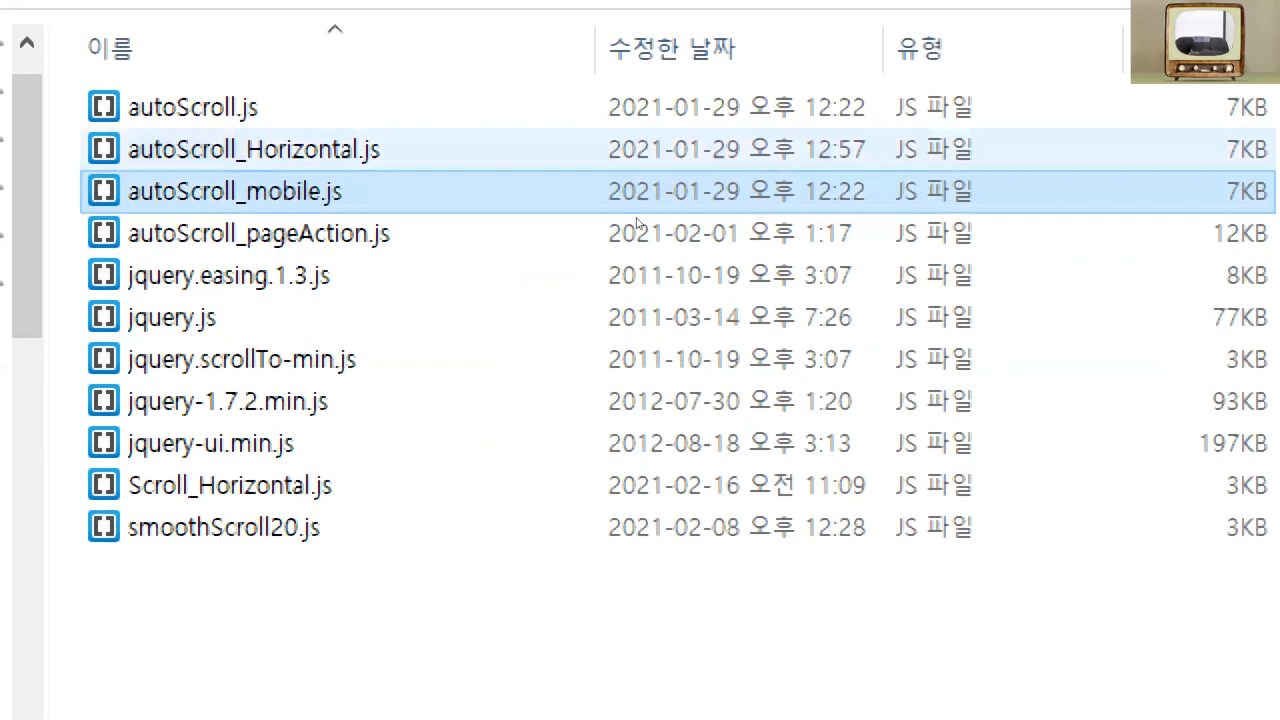 이름 수정한 날짜 유형
autoScroll.js 2021-01-29 오후 12:22 JS 파일 7KB
autoScroll_Horizontal.js 2021-01-29 오후 12:57 JS 파일 7KB
autoScroll_mobile.js 2021-01-29 오후 12:22 JS 파일 7KB
autoScroll_pageAction.js 2021-02-01 오후 1:17 JS 파일 12KB
jquery.easing.1.3.js 2011-10-19 오후 3:07 JS 파일 8KB
jquery.js 2011-03-14 오후 7:26 JS 파일 77KB
jquery.scrollTo-min.js 2011-10-19 오후 3:07 JS 파일 3KB
jquery-1.7.2.min.js 2012-07-30 오후 1:20 JS 파일 93KB
jquery-ui.min.js 2012-08-18 오후 3:13 JS 파일 197KB
Scroll_Horizontal.js 2021-02-16 오전 11:09 JS 파일 3KB
smoothScroll20.js 2021-02-08 오후 12:28 JS 파일 3KB